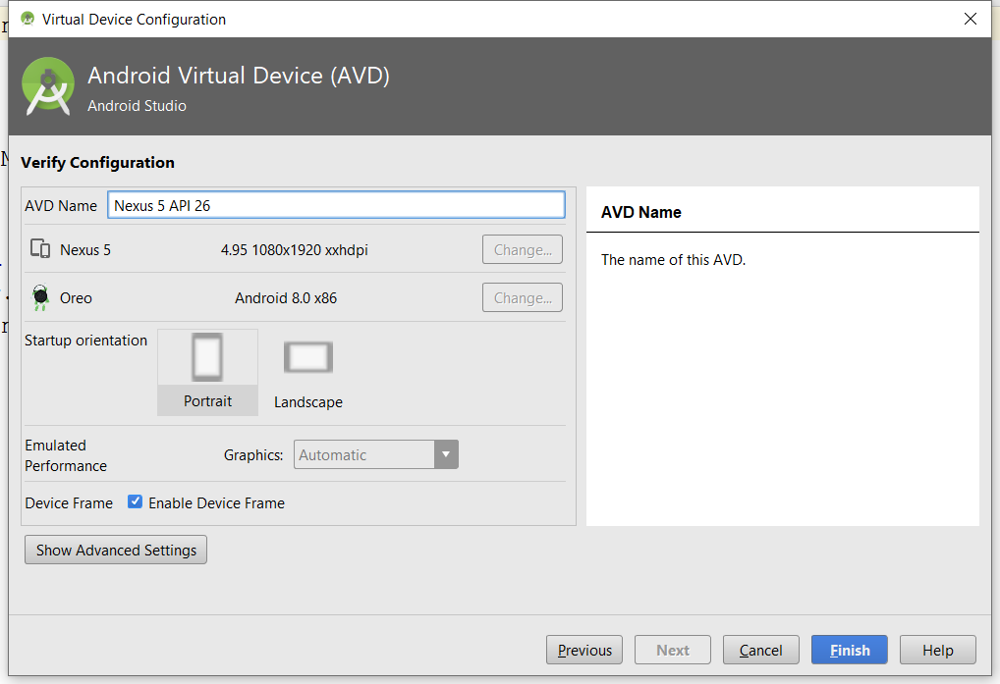 Virtual Device Configuration
Android Virtual Device (AVD)
Android Studio
Verify Configuration
AVD Name Nexus 5 API 26
Nexus 5 4.95 1080x1920 xxhdpi Change...
Oreo Android 8.0 x86 Change...
Startup orientation
Portrait Landscape
Emulated
Performance
Graphics: Automatic
Device Frame Enable Device Frame
Show Advanced Settings
AVD Name
The name of this AVD.
Previous Next Cancel Finish Help